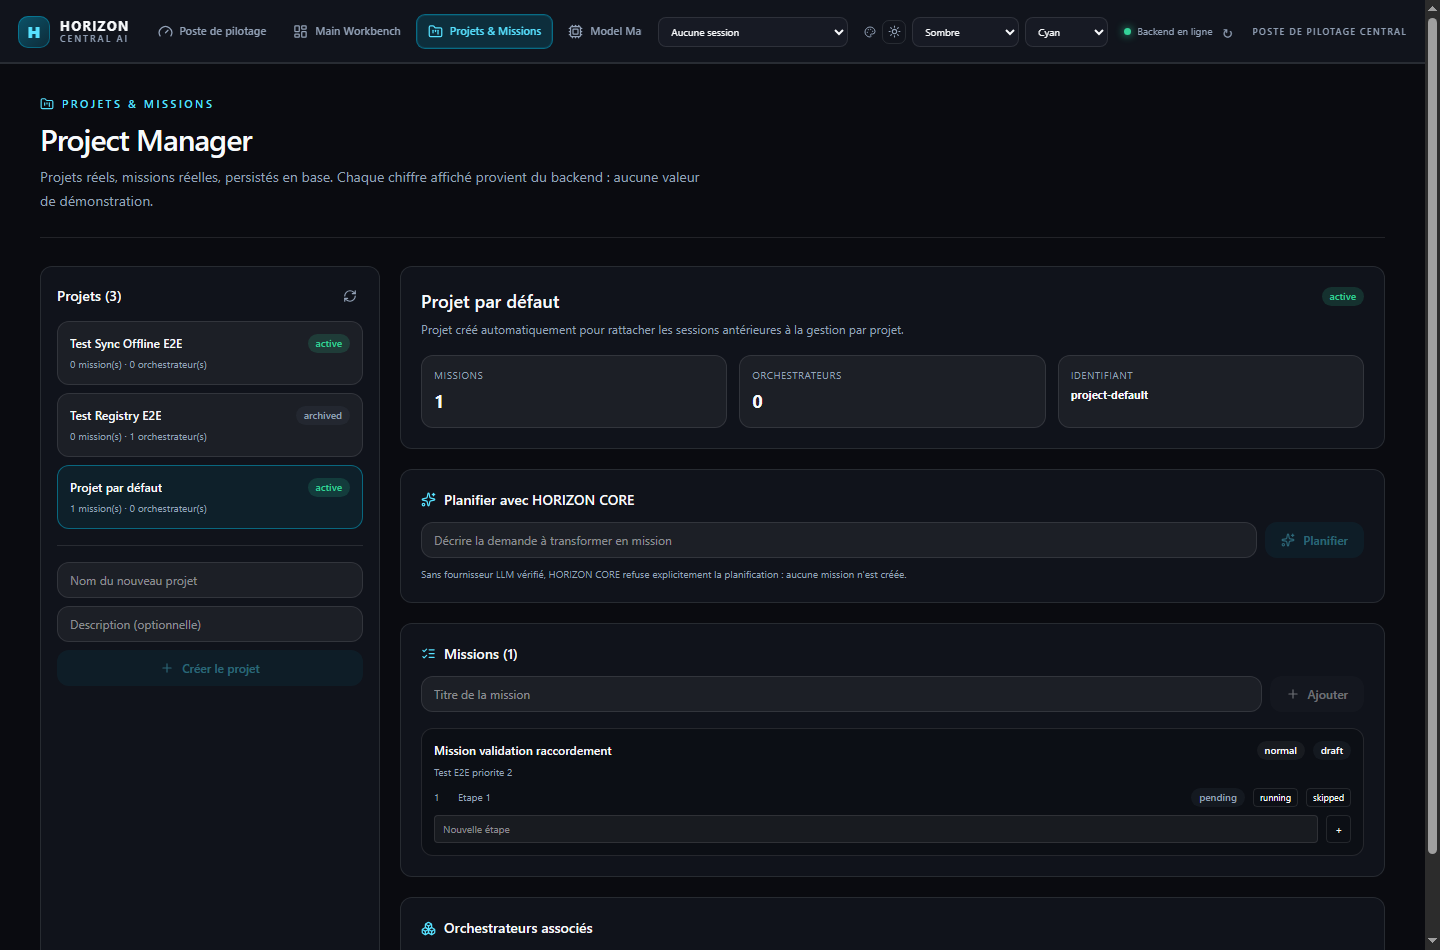 H
HORIZON
CENTRAL AI
Poste de pilotage
Main Workbench
Projets & Missions
Model Ma
Aucune session
Sombre
Cyan
Backend en ligne
POSTE DE PILOTAGE CENTRAL
PROJETS & MISSIONS
Project Manager
Projets réels, missions réelles, persistés en base. Chaque chiffre affiché provient du backend : aucune valeur
de démonstration.
Projets (3)
Test Sync Offline E2E
active
0 mission(s) · 0 orchestrateur(s)
Test Registry E2E
archived
0 mission(s) · 1 orchestrateur(s)
Projet par défaut
active
1 mission(s) · 0 orchestrateur(s)
Nom du nouveau projet
Description (optionnelle)
+ Créer le projet
Projet par défaut
active
Projet créé automatiquement pour rattacher les sessions antérieures à la gestion par projet.
MISSIONS
1
ORCHESTRATEURS
0
IDENTIFIANT
project-default
Planifier avec HORIZON CORE
Décrire la demande à transformer en mission
Planifier
Sans fournisseur LLM vérifié, HORIZON CORE refuse explicitement la planification : aucune mission n'est créée.
Missions (1)
Titre de la mission
+ Ajouter
Mission validation raccordement
normal
draft
Test E2E priorite 2
1 Etape 1
pending
running
skipped
Nouvelle étape
+
Orchestrateurs associés